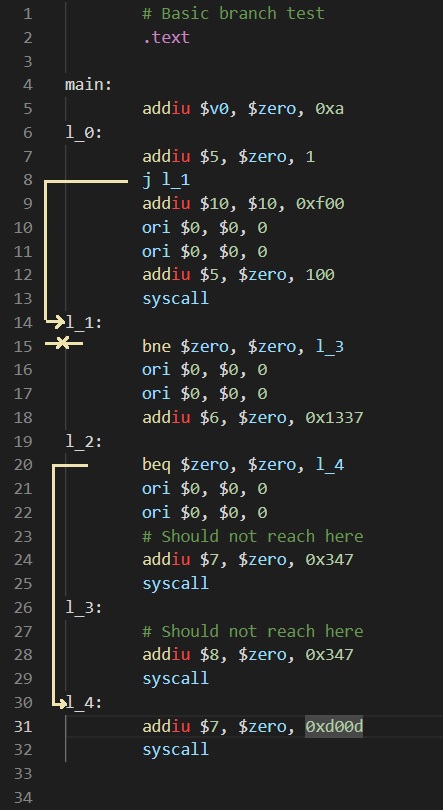 1 # Basic branch test
2 .text
3
4 main:
5 addiu $v0, $zero, 0xa
6 l_0:
7 addiu $5, $zero, 1
8 j l_1
9 addiu $10, $10, 0xf00
10 ori $0, $0, 0
11 ori $0, $0, 0
12 addiu $5, $zero, 100
13 syscall
14 l_1:
15 bne $zero, $zero, l_3
16 ori $0, $0, 0
17 ori $0, $0, 0
18 addiu $6, $zero, 0x1337
19 l_2:
20 beq $zero, $zero, l_4
21 ori $0, $0, 0
22 ori $0, $0, 0
23 # Should not reach here
24 addiu $7, $zero, 0x347
25 syscall
26 l_3:
27 # Should not reach here
28 addiu $8, $zero, 0x347
29 syscall
30 l_4:
31 addiu $7, $zero, 0xd00d
32 syscall
33
34